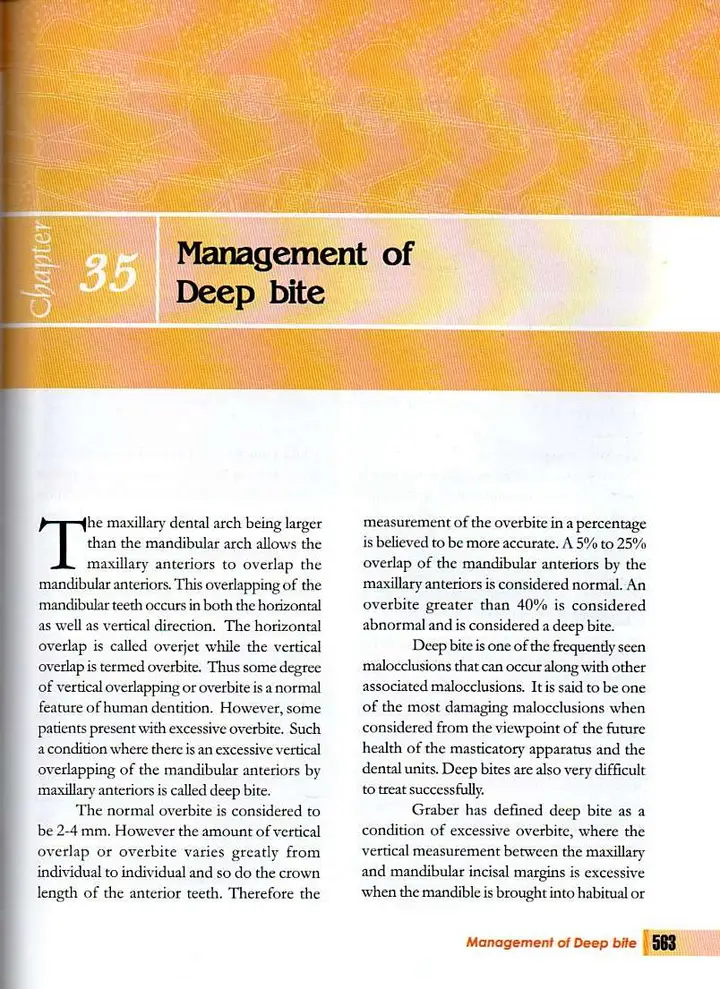 Chapter
35
Management of
Deep bite
The maxillary dental arch being larger
than the mandibular arch allows the
maxillary anteriors to overlap the
mandibular anteriors. This overlapping of the
mandibular teeth occurs in both the horizontal
as well as vertical direction. The horizontal
overlap is called overjet while the vertical
overlap is termed overbite. Thus some degree
of vertical overlapping or overbite is a normal
feature of human dentition. However, some
patients present with excessive overbite. Such
a condition where there is an excessive vertical
overlapping of the mandibular anteriors by
maxillary anteriors is called deep bite.
The normal overbite is considered to
be 2-4 mm. However the amount of vertical
overlap or overbite varies greatly from
individual to individual and so do the crown
length of the anterior teeth. Therefore the
measurement of the overbite in a percentage
is believed to be more accurate. A 5% to 25%
overlap of the mandibular anteriors by the
maxillary anteriors is considered normal. An
overbite greater than 40% is considered
abnormal and is considered a deep bite.
Deep bite is one of the frequently seen
malocclusions that can occur along with other
associated malocclusions. It is said to be one
of the most damaging malocclusions when
considered from the viewpoint of the future
health of the masticatory apparatus and the
dental units. Deep bites are also very difficult
to treat successfully.
Graber has defined deep bite as a
condition of excessive overbite, where the
vertical measurement between the maxillary
and mandibular incisal margins is excessive
when the mandible is brought into habitual or
Management of Deep bite 563